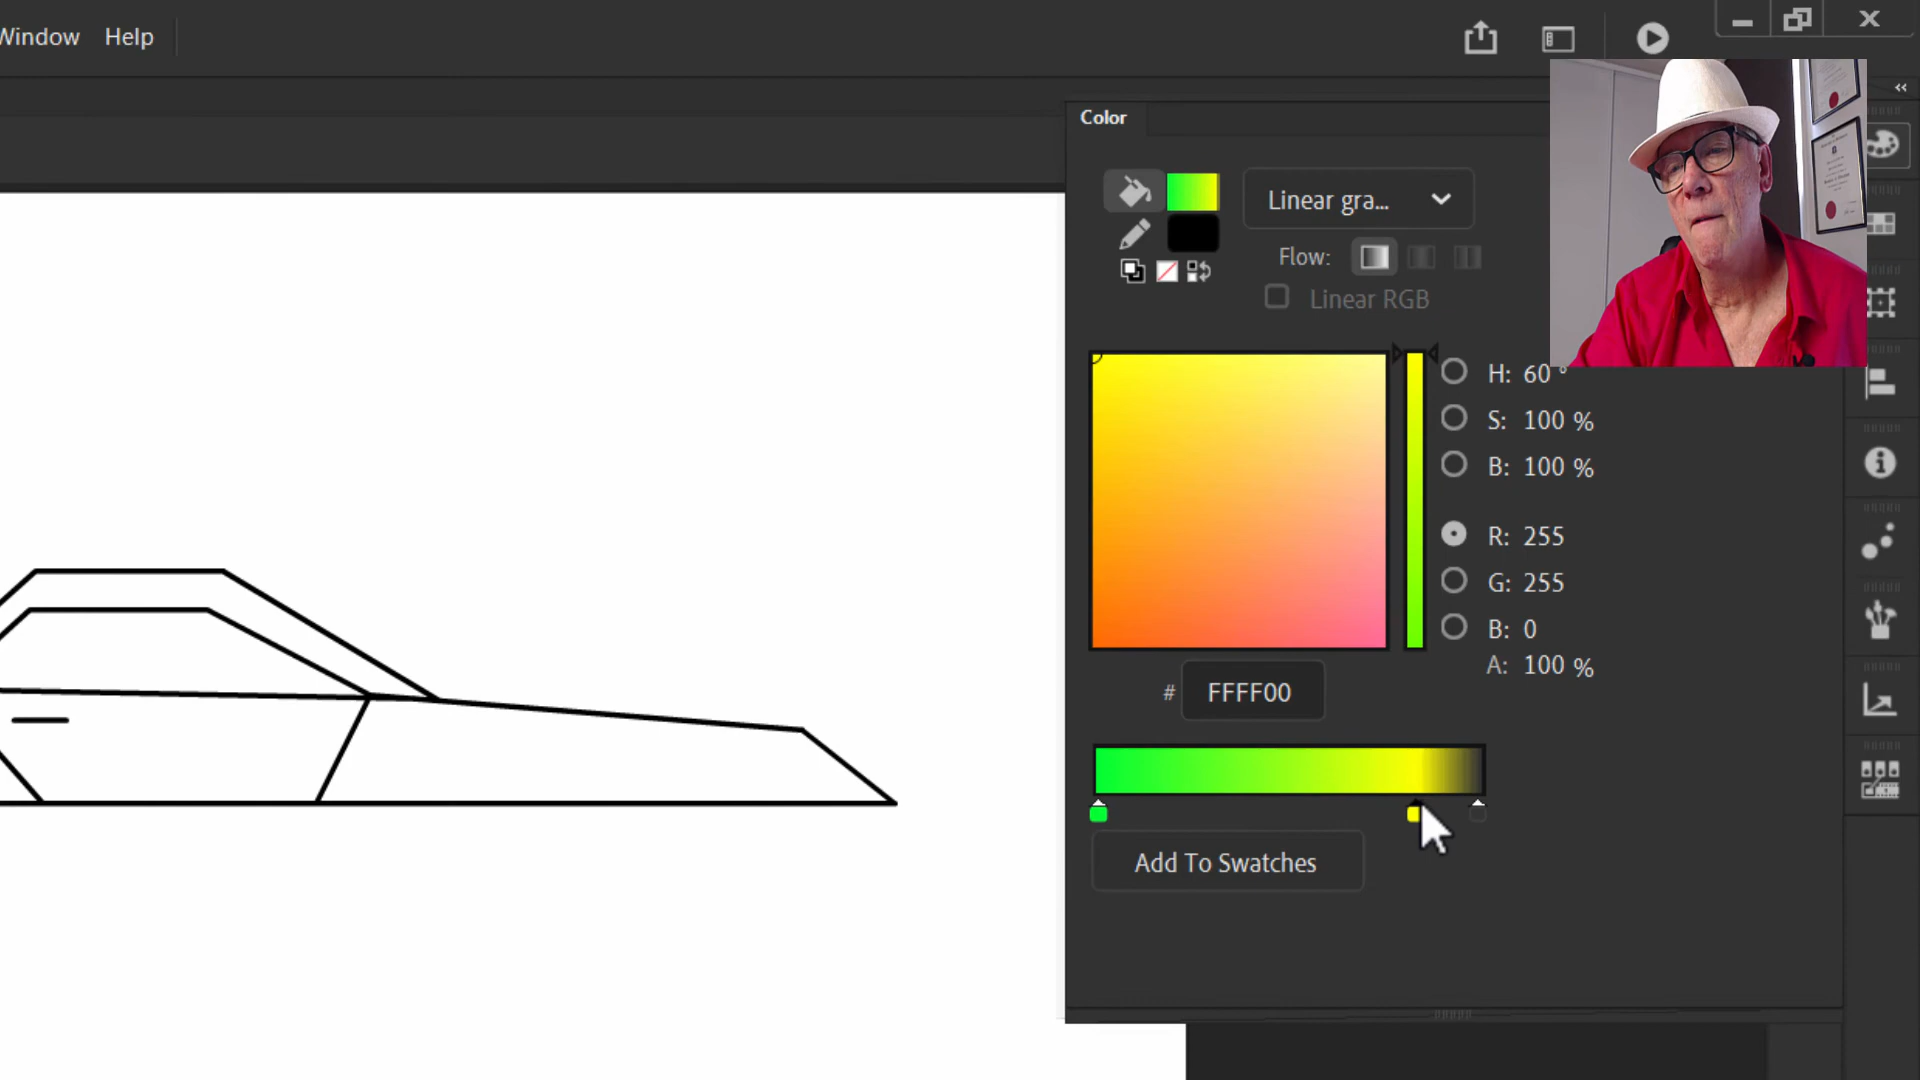 Window Help
Color
Linear gra...
Flow:
Linear RGB
H: 60 °
S: 100 %
B: 100 %
R: 255
G: 255
B: 0
A: 100 %
# FFFF00
Add To Swatches